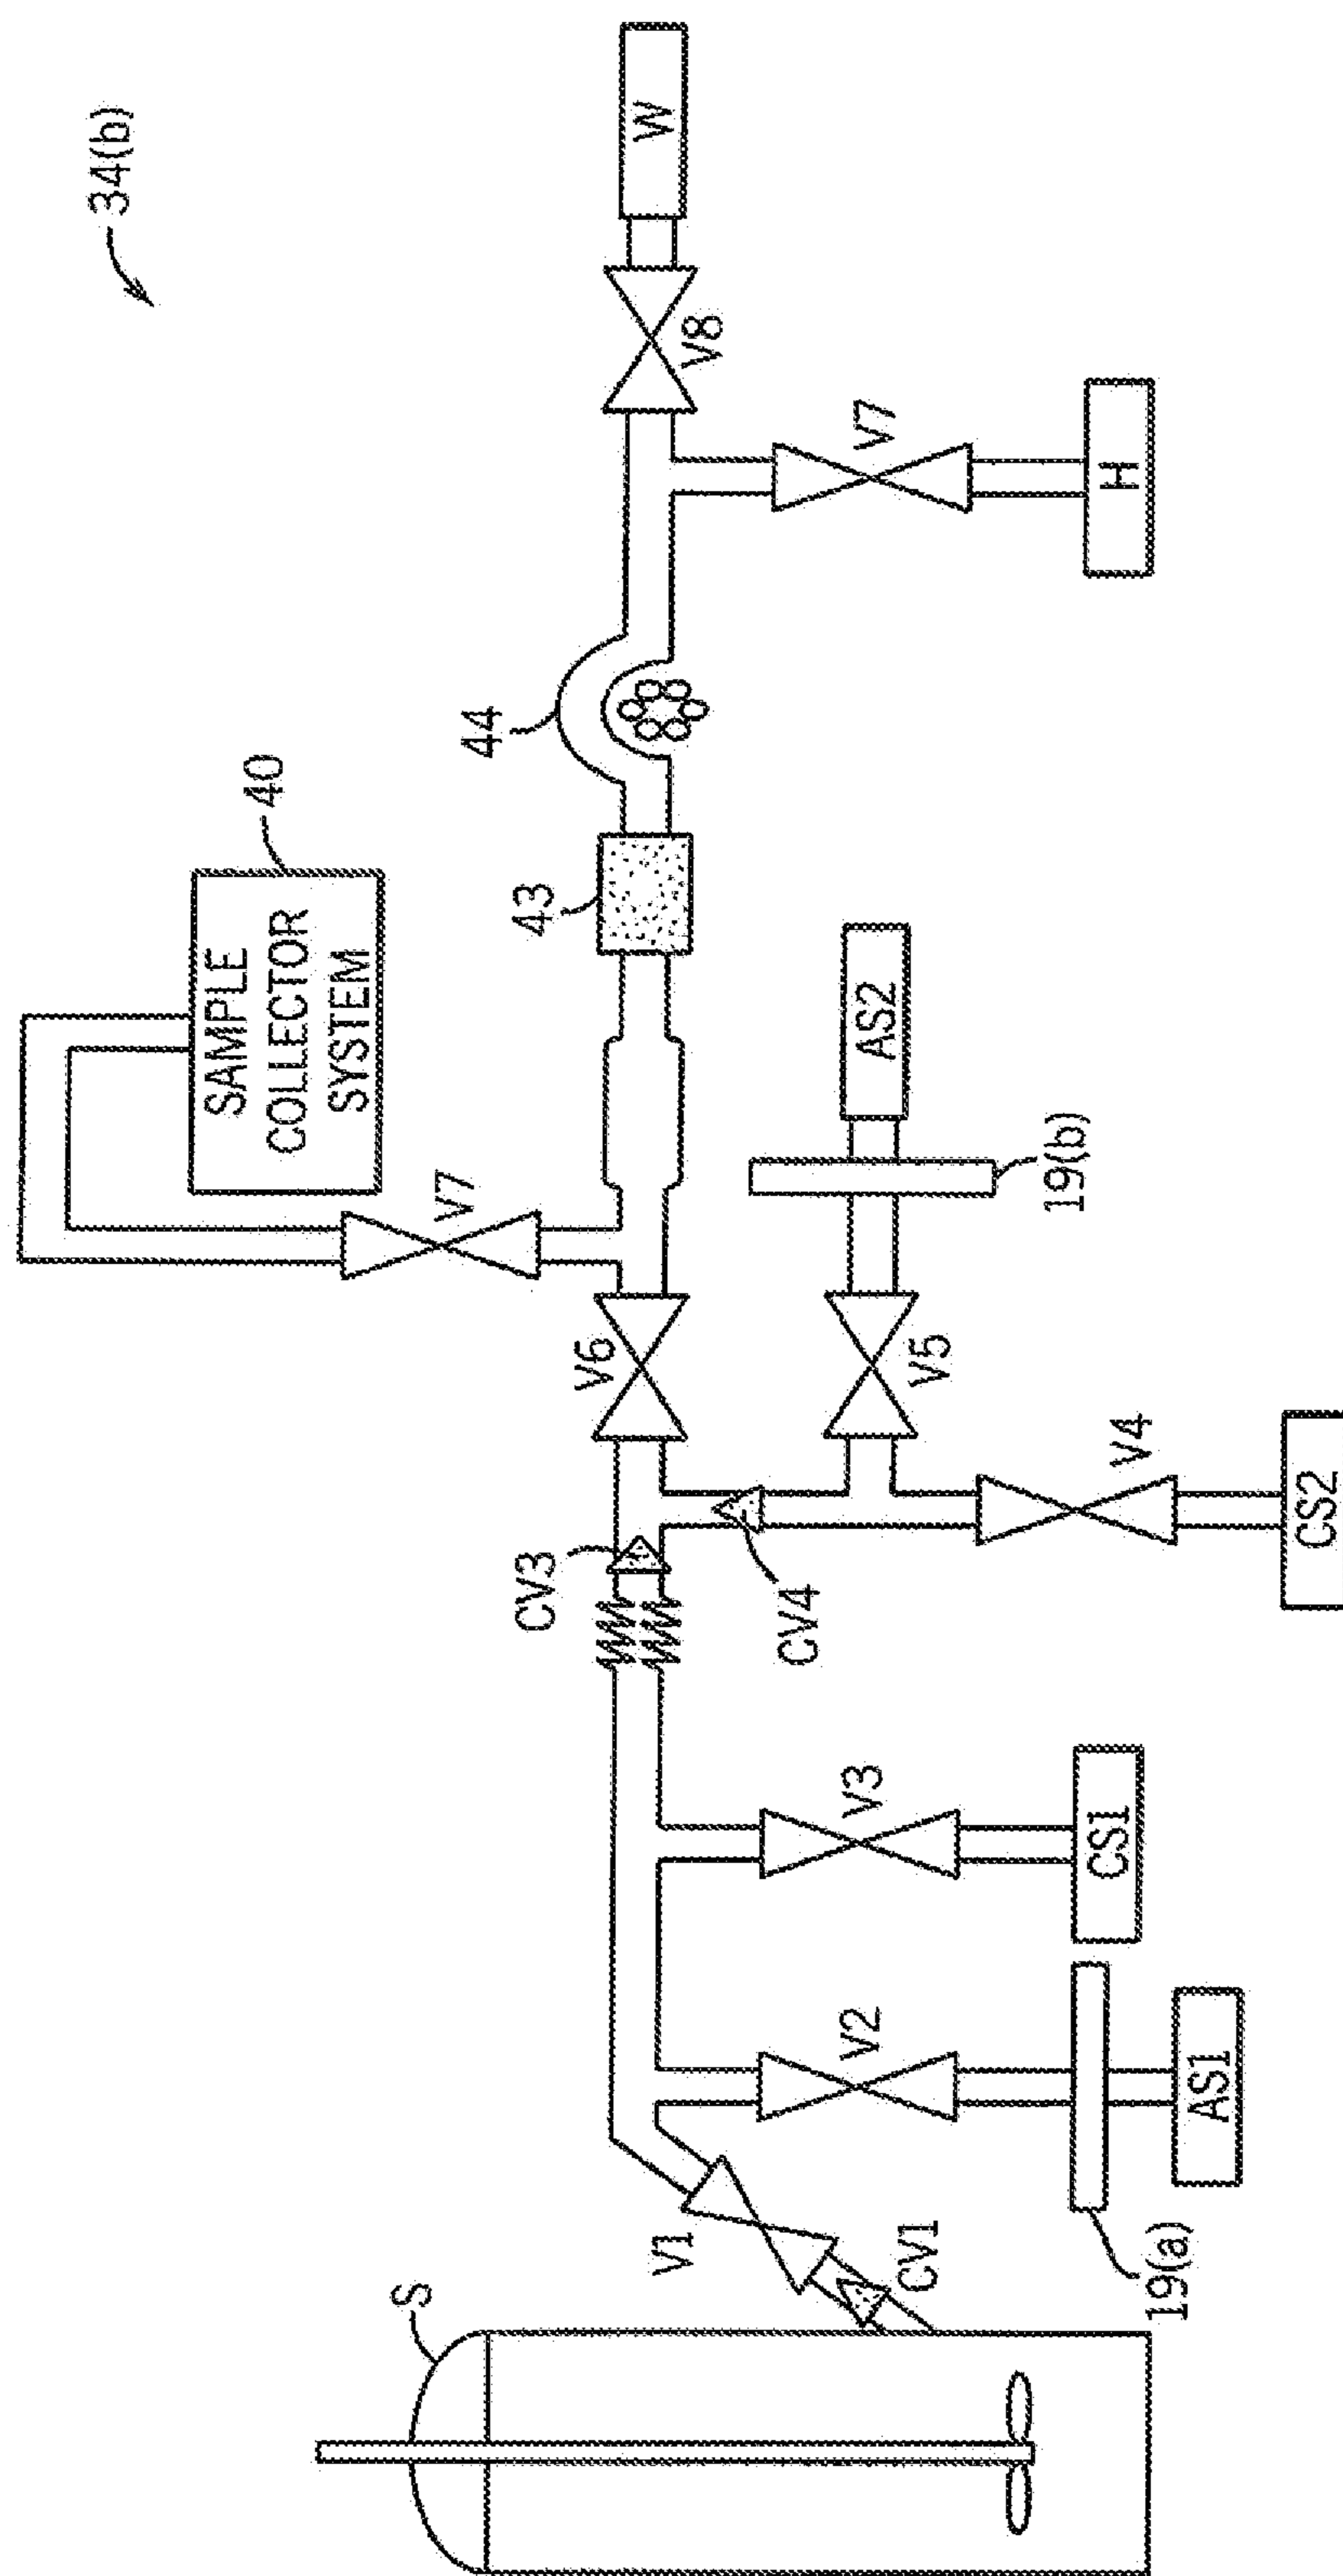 34(b)
W
V8
V7
H
44
40
SAMPLE
COLLECTOR
SYSTEM
43
V7
AS2
19(b)
V6
V5
V4
CS2
CV3
CV4
V3
CS1
V2
AS1
19(a)
V1
CV1
S